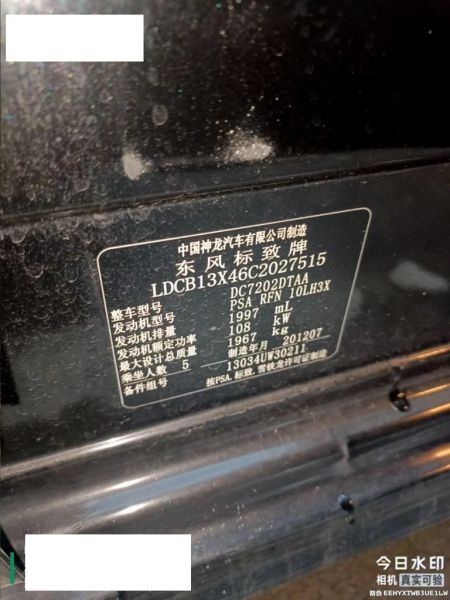 中国神龙汽车有限公司制造
东风标致牌
LDCB13X46C2027515
整车型号 DC7202DTAA
发动机型号 PSA RFN 10LH3X
发动机排量 1997 mL
发动机额定功率 108 kW
最大设计总质量 1967 kg
乘坐人数 5 制造年月 201207
备件组号 13034UW30211
按PSA、标致、雪铁龙许可证制造
今日水印
相机 真实可验
防伪 EEHYXTWB3UE1LW